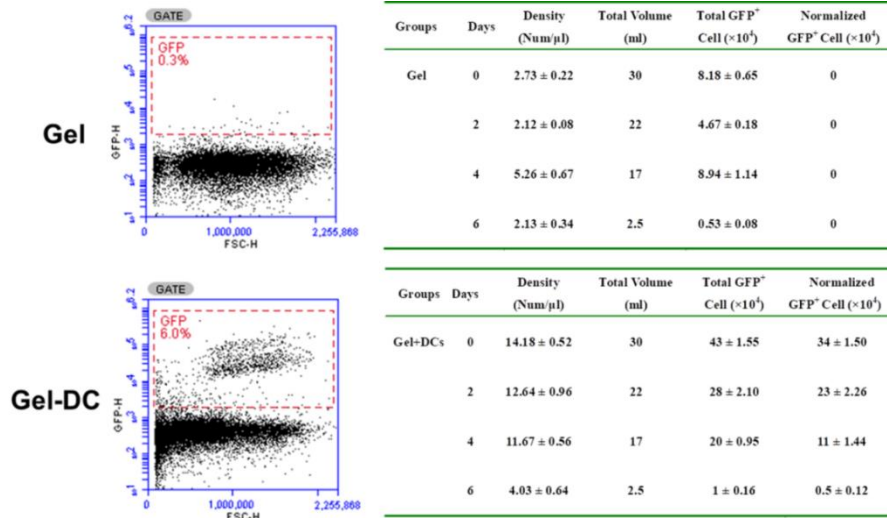 GATE
GFP
0.3%
Gel
GFP-H
0 1,000,000 2,255,868
FSC-H
Groups Days Density (Num/µl) Total Volume (ml) Total GFP⁺ Cell (×10⁴) Normalized GFP⁺ Cell (×10⁴)
Gel 0 2.73 ± 0.22 30 8.18 ± 0.65 0
2 2.12 ± 0.08 22 4.67 ± 0.18 0
4 5.26 ± 0.67 17 8.94 ± 1.14 0
6 2.13 ± 0.34 2.5 0.53 ± 0.08 0
GATE
GFP
6.0%
Gel-DC
GFP-H
0 1,000,000 2,255,868
FSC-H
Groups Days Density (Num/µl) Total Volume (ml) Total GFP⁺ Cell (×10⁴) Normalized GFP⁺ Cell (×10⁴)
Gel+DCs 0 14.18 ± 0.52 30 43 ± 1.55 34 ± 1.50
2 12.64 ± 0.96 22 28 ± 2.10 23 ± 2.26
4 11.67 ± 0.56 17 20 ± 0.95 11 ± 1.44
6 4.03 ± 0.64 2.5 1 ± 0.16 0.5 ± 0.12